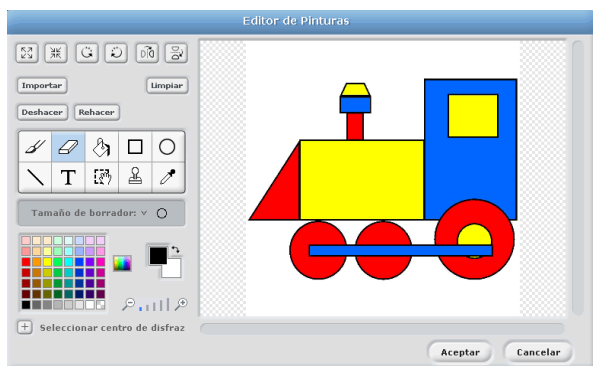 Editor de Pinturas
Importar Limpiar
Deshacer Rehacer
T
Tamaño de borrador:
Seleccionar centro de disfraz
Aceptar Cancelar